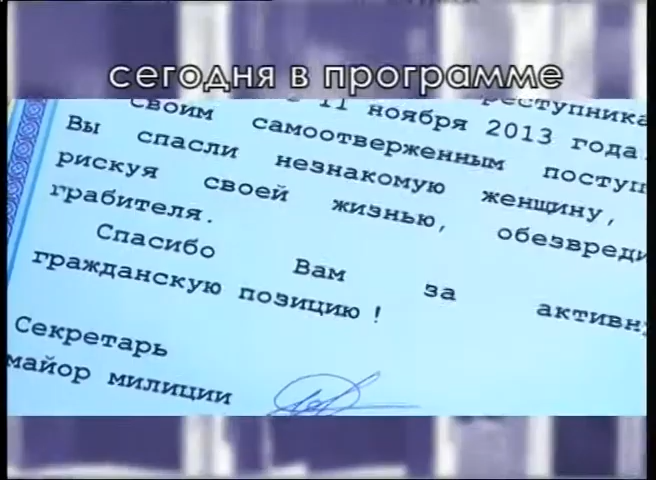 сегодня в программе
11 ноября 2013 года.
Своим самоотверженным
Вы спасли незнакомую женщину,
рискуя своей жизнью,
грабителя.
Спасибо Вам за
гражданскую позицию!
Секретарь
майор милиции